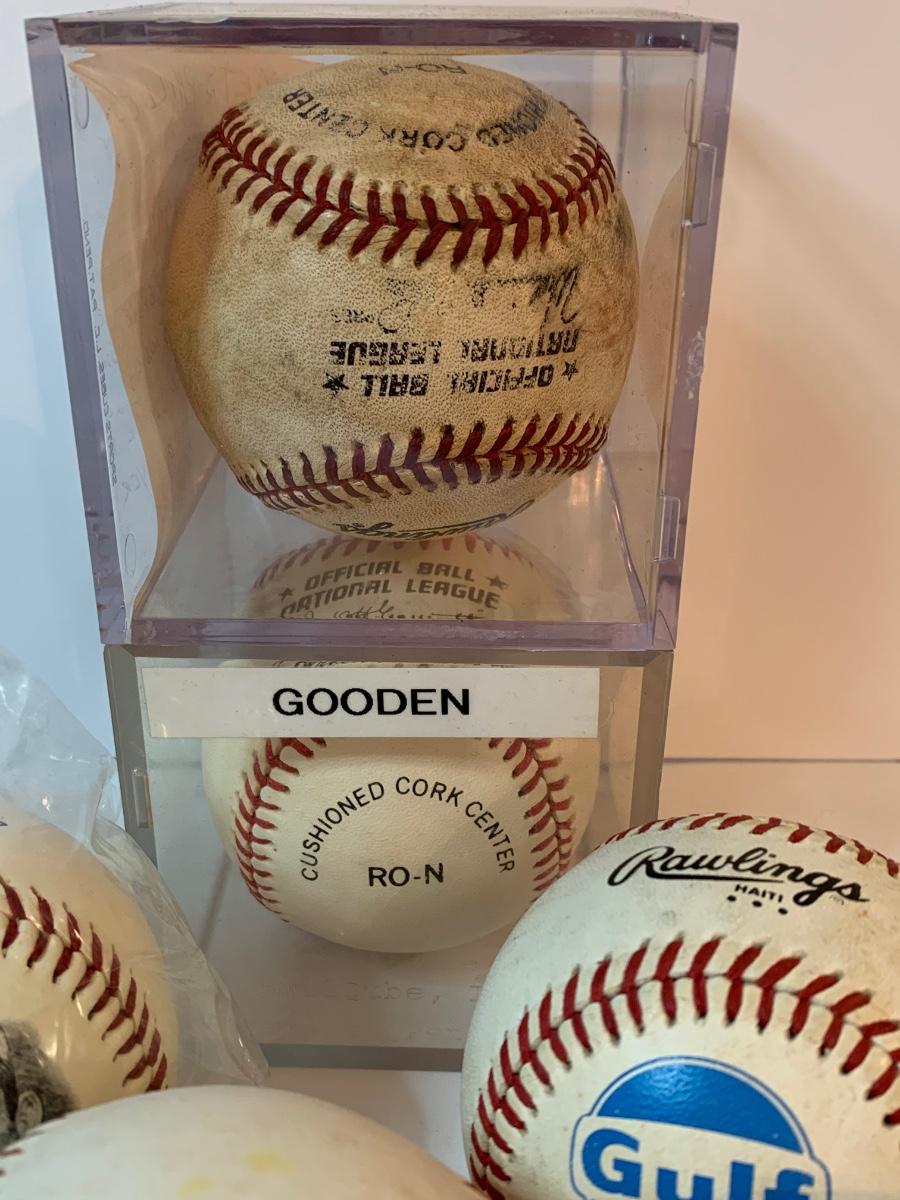 RO-N
CUSHIONED CORK CENTER
OFFICIAL BALL
NATIONAL LEAGUE
Rawlings
OFFICIAL BALL
NATIONAL LEAGUE
GOODEN
CUSHIONED CORK CENTER
RO-N
Rawlings
HAITI
Gulf